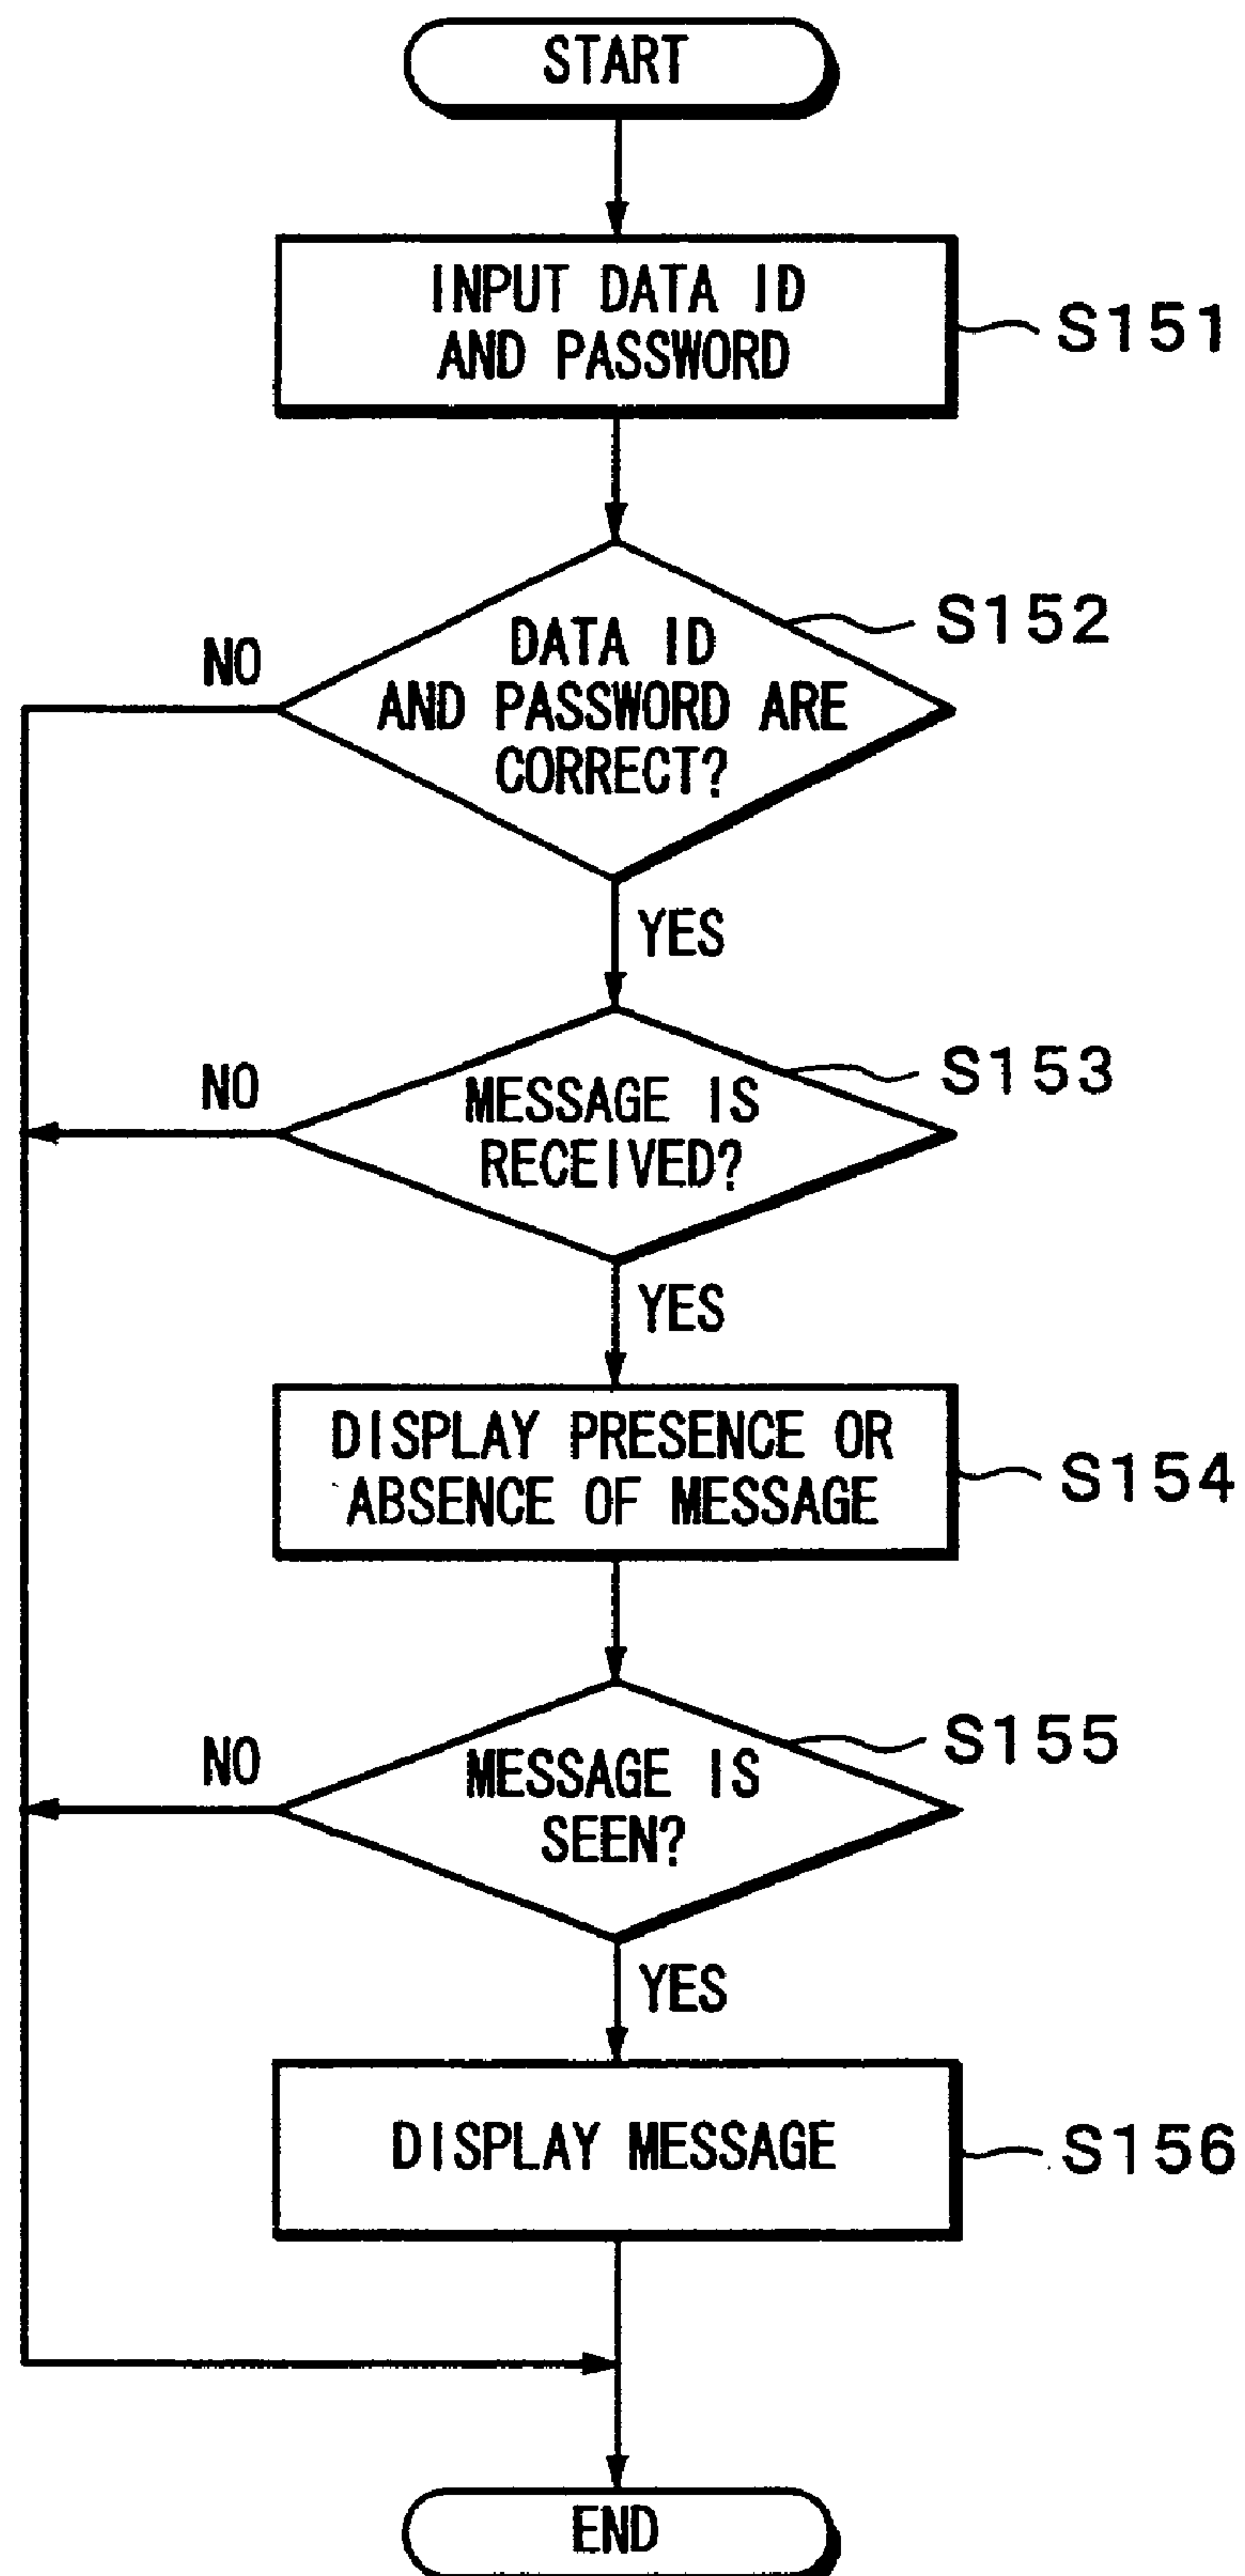 START
INPUT DATA ID
AND PASSWORD
S151
S152
DATA ID
AND PASSWORD ARE
CORRECT?
NO
YES
S153
MESSAGE IS
RECEIVED?
NO
YES
DISPLAY PRESENCE OR
ABSENCE OF MESSAGE
S154
S155
MESSAGE IS
SEEN?
NO
YES
DISPLAY MESSAGE
S156
END